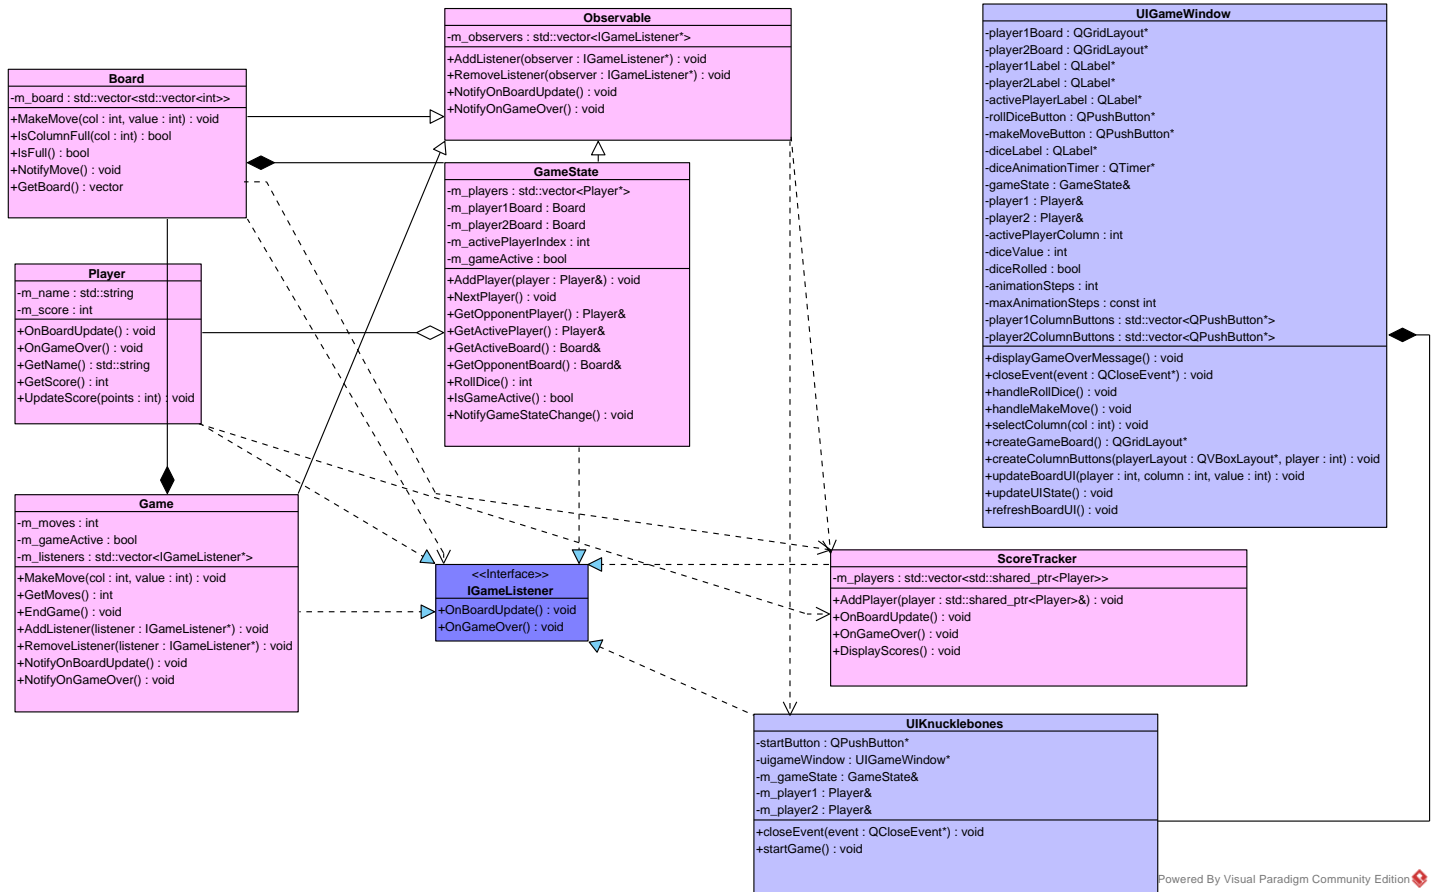 Observable
-m_observers : std::vector<IGameListener*>
+AddListener(observer : IGameListener*) : void
+RemoveListener(observer : IGameListener*) : void
+NotifyOnBoardUpdate() : void
+NotifyOnGameOver() : void
UIGameWindow
-player1Board : QGridLayout*
-player2Board : QGridLayout*
-player1Label : QLabel*
-player2Label : QLabel*
-activePlayerLabel : QLabel*
-rollDiceButton : QPushButton*
-makeMoveButton : QPushButton*
-diceLabel : QLabel*
-diceAnimationTimer : QTimer*
-gameState : GameState&
-player1 : Player&
-player2 : Player&
-activePlayerColumn : int
-diceValue : int
-diceRolled : bool
-animationSteps : int
-maxAnimationSteps : const int
-player1ColumnButtons : std::vector<QPushButton*>
-player2ColumnButtons : std::vector<QPushButton*>
+displayGameOverMessage() : void
+closeEvent(event : QCloseEvent*) : void
+handleRollDice() : void
+handleMakeMove() : void
+selectColumn(col : int) : void
+createGameBoard() : QGridLayout*
+createColumnButtons(playerLayout : QVBoxLayout*, player : int) : void
+updateBoardUI(player : int, column : int, value : int) : void
+updateUIState() : void
+refreshBoardUI() : void
Board
-m_board : std::vector<std::vector<int>>
+MakeMove(col : int, value : int) : void
+IsColumnFull(col : int) : bool
+IsFull() : bool
+NotifyMove() : void
+GetBoard() : vector
GameState
-m_players : std::vector<Player*>
-m_player1Board : Board
-m_player2Board : Board
-m_activePlayerIndex : int
-m_gameActive : bool
+AddPlayer(player : Player&) : void
+NextPlayer() : void
+GetOpponentPlayer() : Player&
+GetActivePlayer() : Player&
+GetActiveBoard() : Board&
+GetOpponentBoard() : Board&
+RollDice() : int
+IsGameActive() : bool
+NotifyGameStateChange() : void
Player
-m_name : std::string
-m_score : int
+OnBoardUpdate() : void
+OnGameOver() : void
+GetName() : std::string
+GetScore() : int
+UpdateScore(points : int) : void
Game
-m_moves : int
-m_gameActive : bool
-m_listeners : std::vector<IGameListener*>
+MakeMove(col : int, value : int) : void
+GetMoves() : int
+EndGame() : void
+AddListener(listener : IGameListener*) : void
+RemoveListener(listener : IGameListener*) : void
+NotifyOnBoardUpdate() : void
+NotifyOnGameOver() : void
<<Interface>>
IGameListener
+OnBoardUpdate() : void
+OnGameOver() : void
ScoreTracker
-m_players : std::vector<std::shared_ptr<Player>>
+AddPlayer(player : std::shared_ptr<Player>&) : void
+OnBoardUpdate() : void
+OnGameOver() : void
+DisplayScores() : void
UIKnucklebones
-startButton : QPushButton*
-uigameWindow : UIGameWindow*
-m_gameState : GameState&
-m_player1 : Player&
-m_player2 : Player&
+closeEvent(event : QCloseEvent*) : void
+startGame() : void
Powered By Visual Paradigm Community Edition